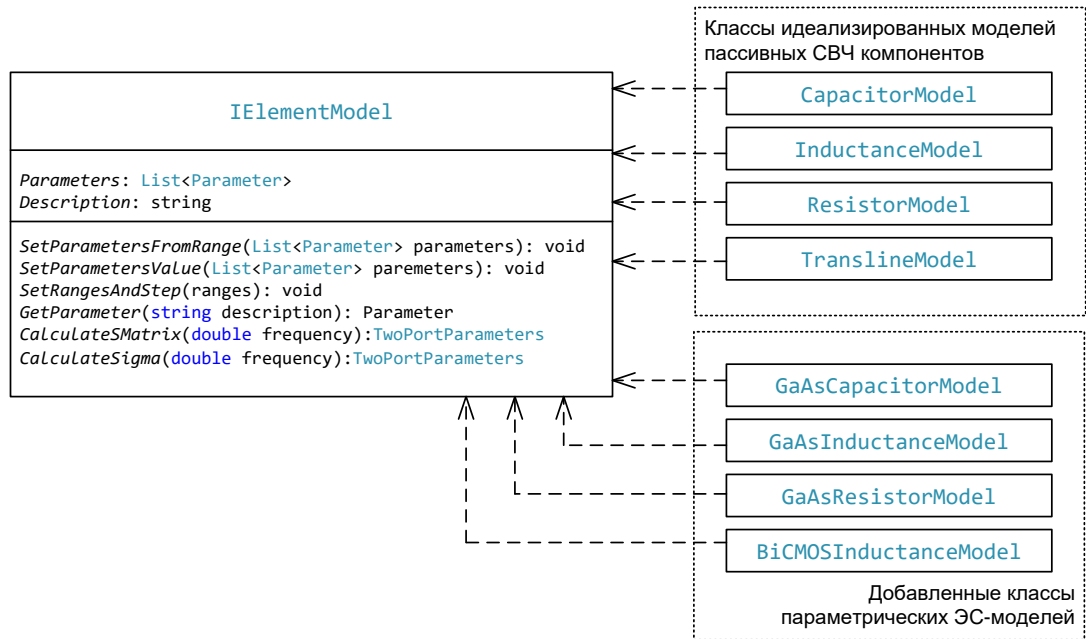 Классы идеализированных моделей
пассивных СВЧ компонентов
IElementModel
Parameters: List<Parameter>
Description: string
SetParametersFromRange(List<Parameter> parameters): void
SetParametersValue(List<Parameter> paremeters): void
SetRangesAndStep(ranges): void
GetParameter(string description): Parameter
CalculateSMatrix(double frequency):TwoPortParameters
CalculateSigma(double frequency):TwoPortParameters
CapacitorModel
InductanceModel
ResistorModel
TranslineModel
GaAsCapacitorModel
GaAsInductanceModel
GaAsResistorModel
BiCMOSInductanceModel
Добавленные классы
параметрических ЭС-моделей